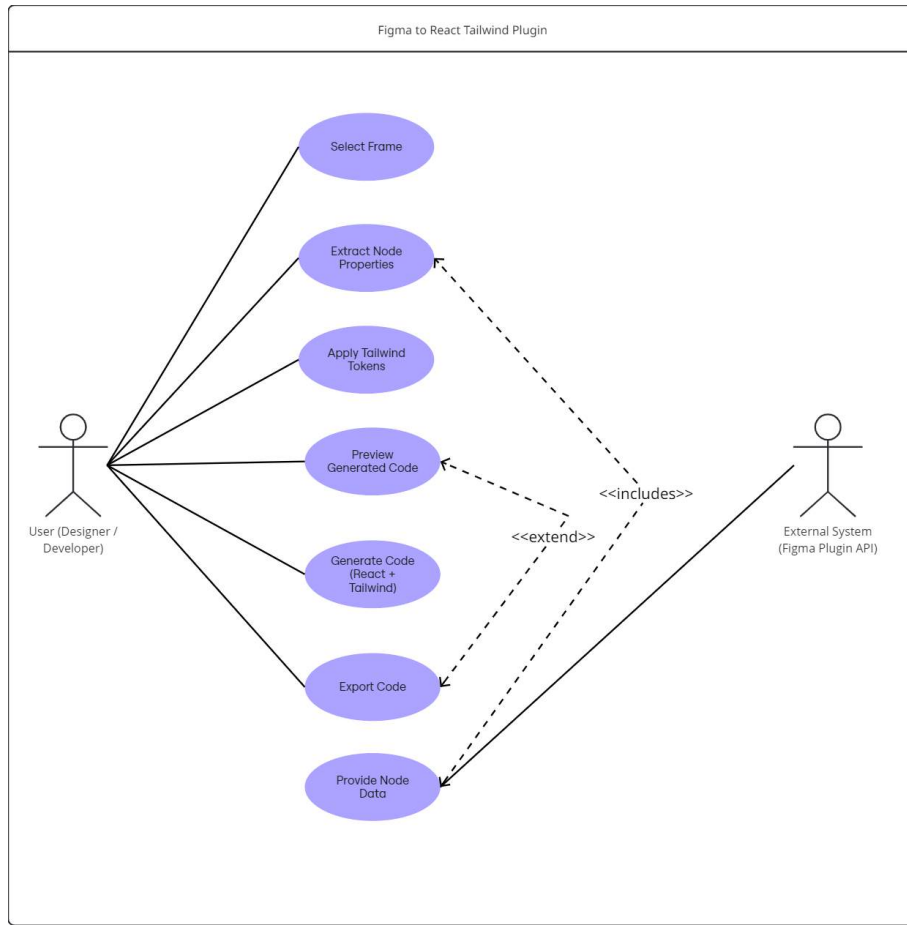 Figma to React Tailwind Plugin
Select Frame
Extract Node
Properties
Apply Tailwind
Tokens
Preview
Generated Code
<<includes>>
<<extend>>
User (Designer /
Developer)
External System
(Figma Plugin API)
Generate Code
(React +
Tailwind)
Export Code
Provide Node
Data